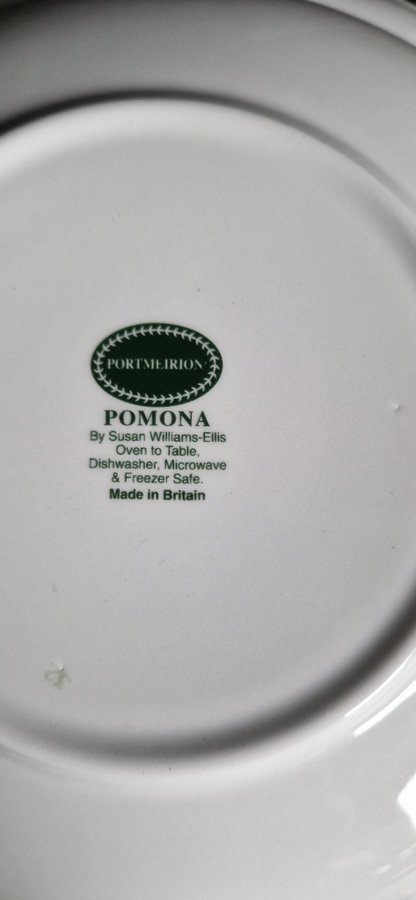 PORTMEIRION
POMONA
By Susan Williams-Ellis
Oven to Table,
Dishwasher, Microwave
& Freezer Safe.
Made in Britain